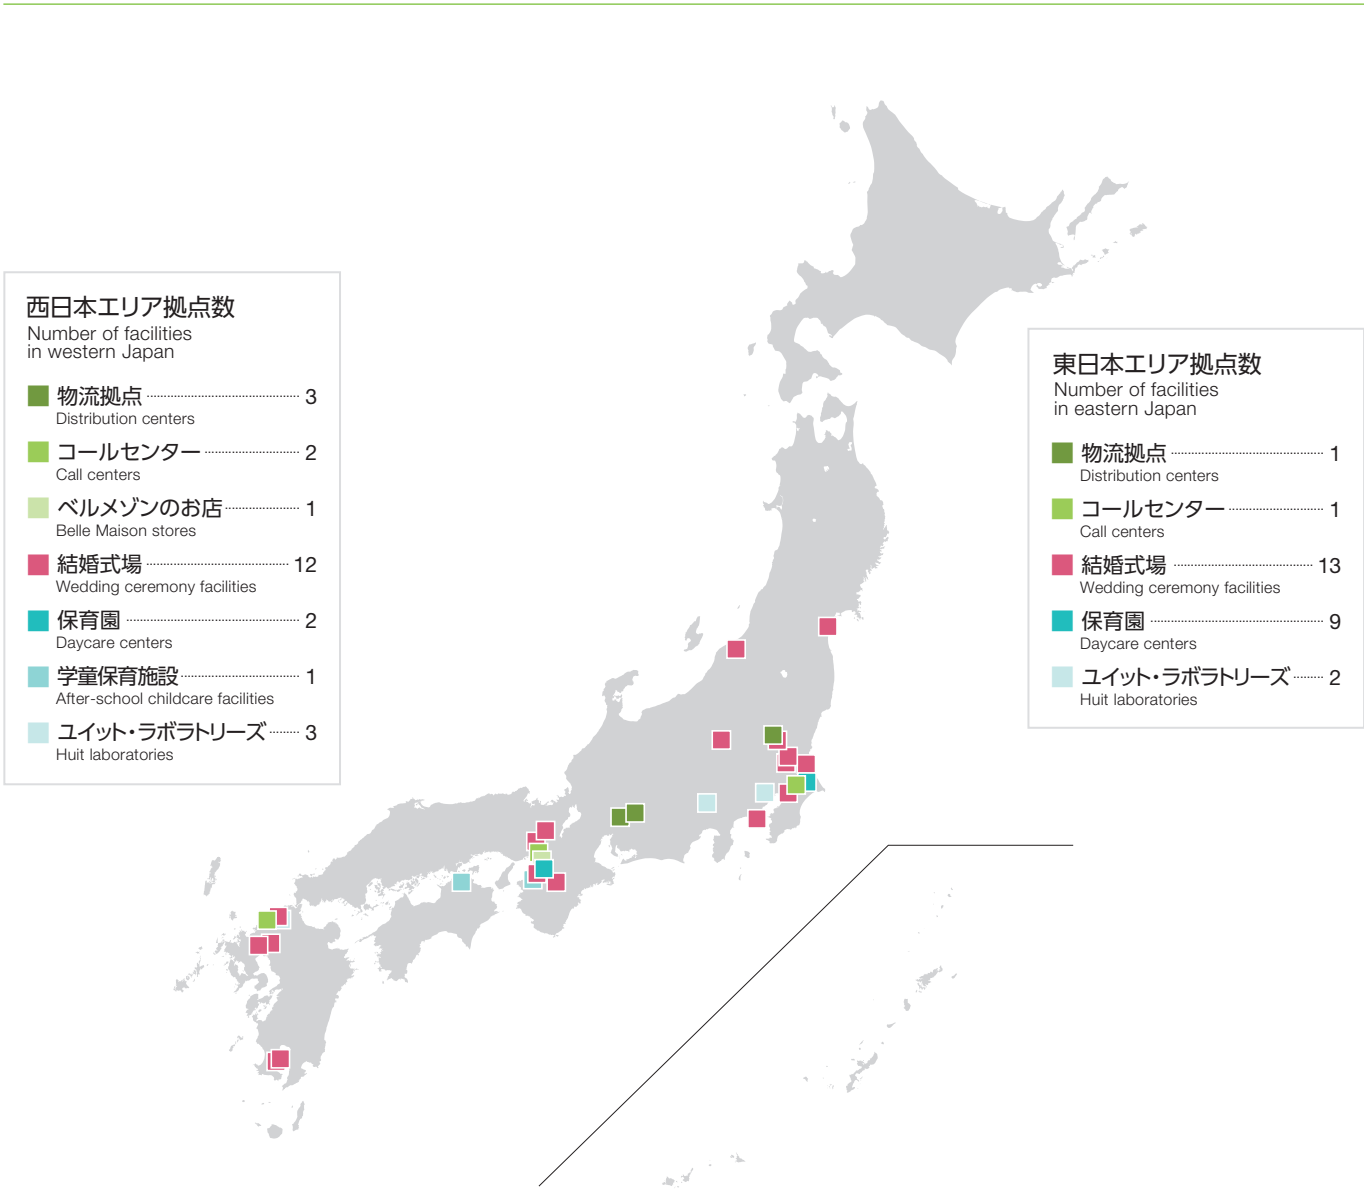 西日本エリア拠点数
Number of facilities
in western Japan
物流拠点 3
Distribution centers
コールセンター 2
Call centers
ベルメゾンのお店 1
Belle Maison stores
結婚式場 12
Wedding ceremony facilities
保育園 2
Daycare centers
学童保育施設 1
After-school childcare facilities
ユイット・ラボラトリーズ 3
Huit laboratories
東日本エリア拠点数
Number of facilities
in eastern Japan
物流拠点 1
Distribution centers
コールセンター 1
Call centers
結婚式場 13
Wedding ceremony facilities
保育園 9
Daycare centers
ユイット・ラボラトリーズ 2
Huit laboratories